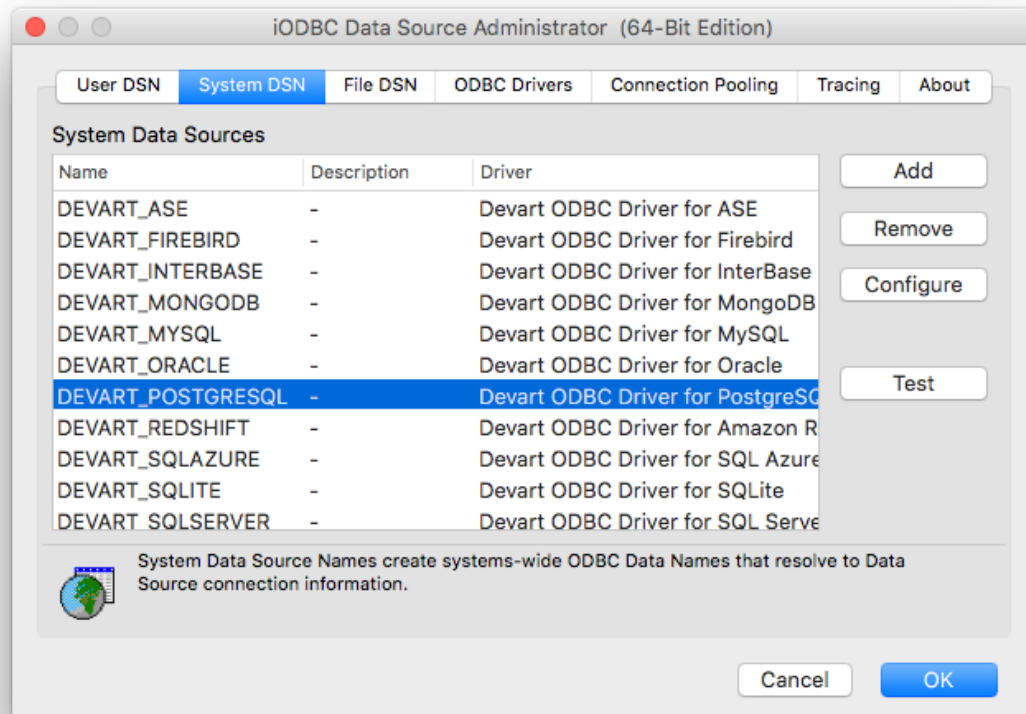 iODBC Data Source Administrator (64-Bit Edition)
User DSN System DSN File DSN ODBC Drivers Connection Pooling Tracing About
System Data Sources
Name Description Driver
Add
DEVART_ASE - Devart ODBC Driver for ASE
Remove
DEVART_FIREBIRD - Devart ODBC Driver for Firebird
DEVART_INTERBASE - Devart ODBC Driver for InterBase
Configure
DEVART_MONGODB - Devart ODBC Driver for MongoDB
DEVART_MYSQL - Devart ODBC Driver for MySQL
DEVART_ORACLE - Devart ODBC Driver for Oracle
Test
DEVART_POSTGRESQL - Devart ODBC Driver for PostgreSQ
DEVART_REDSHIFT - Devart ODBC Driver for Amazon R
DEVART_SQLAZURE - Devart ODBC Driver for SQL Azure
DEVART_SQLITE - Devart ODBC Driver for SQLite
DEVART_SQLSERVER - Devart ODBC Driver for SQL Serve
System Data Source Names create systems-wide ODBC Data Names that resolve to Data
Source connection information.
Cancel OK